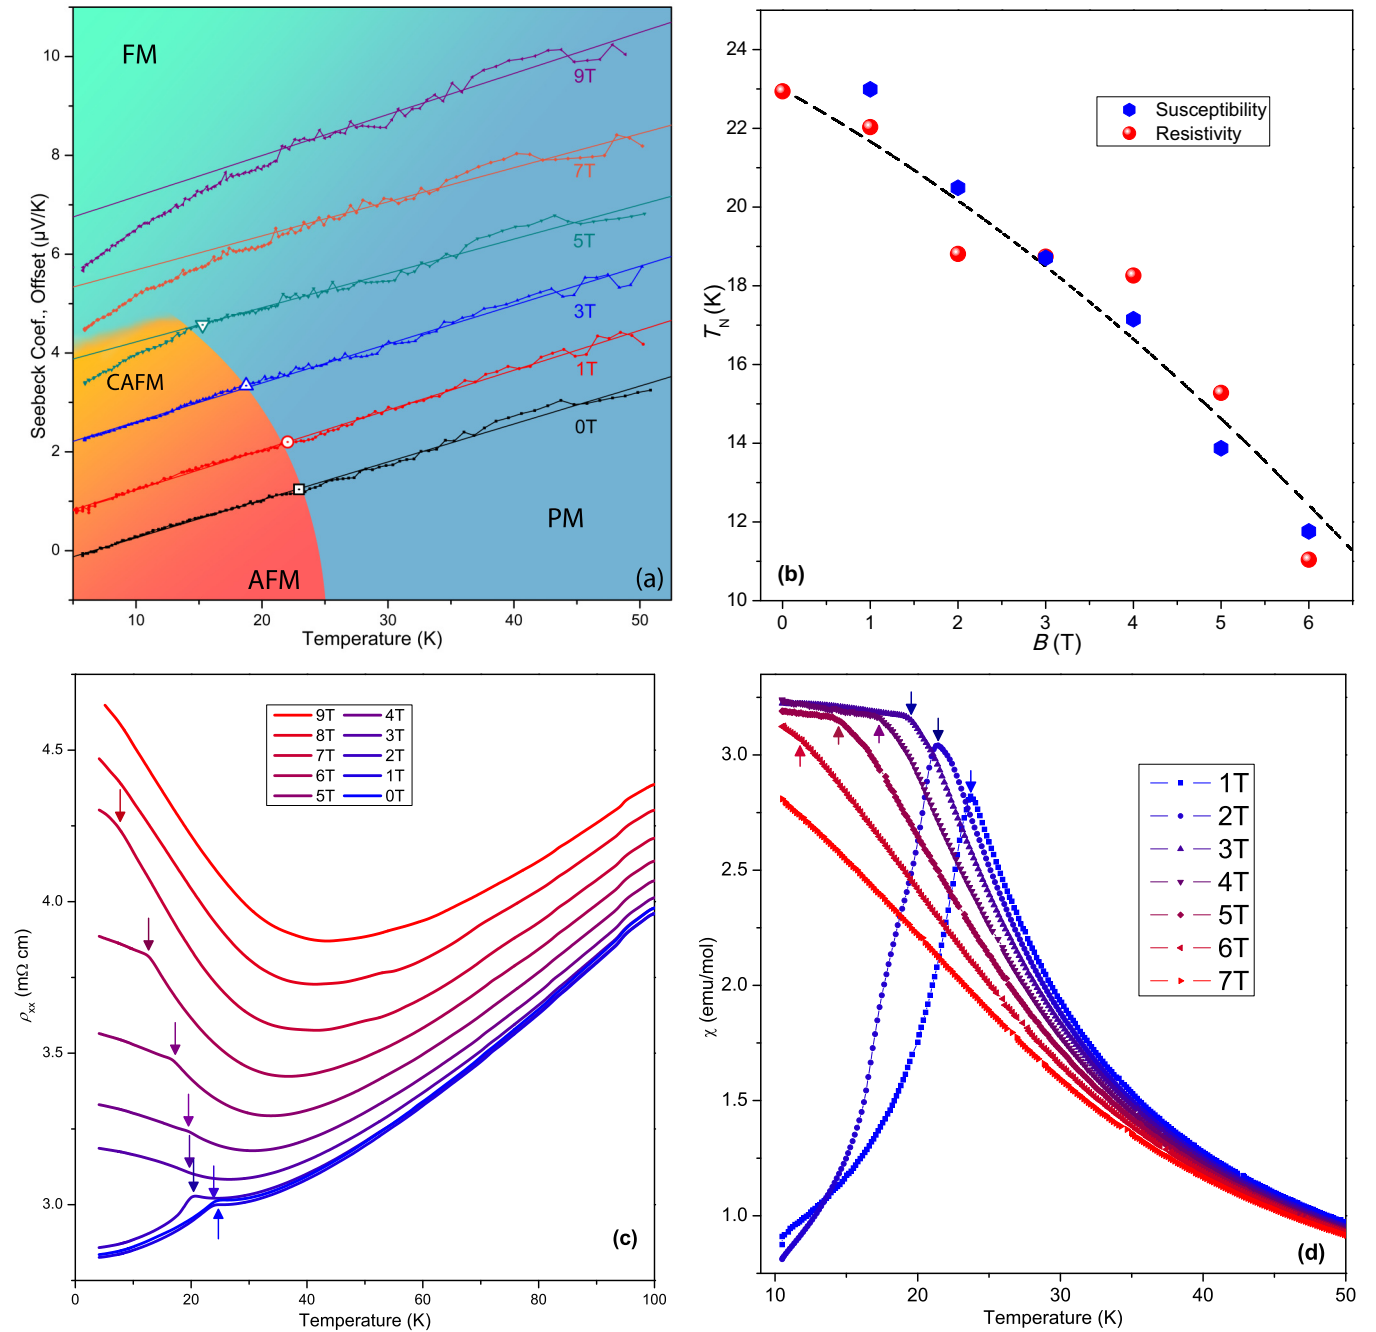 FM
9T
7T
5T
3T
1T
0T
CAFM
AFM
PM
(a)
Seebeck Coef., Offset (μV/K)
10
8
6
4
2
0
10
20
30
40
50
Temperature (K)
24
22
20
18
16
14
12
10
T_N (K)
Susceptibility
Resistivity
(b)
0
1
2
3
4
5
6
B (T)
4.5
4.0
3.5
3.0
ρxx (mΩ cm)
9T 4T
8T 3T
7T 2T
6T 1T
5T 0T
(c)
0
20
40
60
80
100
Temperature (K)
3.0
2.5
2.0
1.5
1.0
χ (emu/mol)
1T
2T
3T
4T
5T
6T
7T
(d)
10
20
30
40
50
Temperature (K)